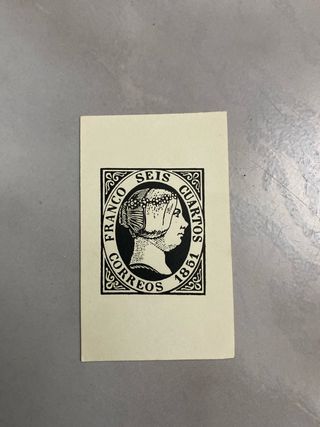 FRANCO SEIS CUARTOS
CORREOS 1851